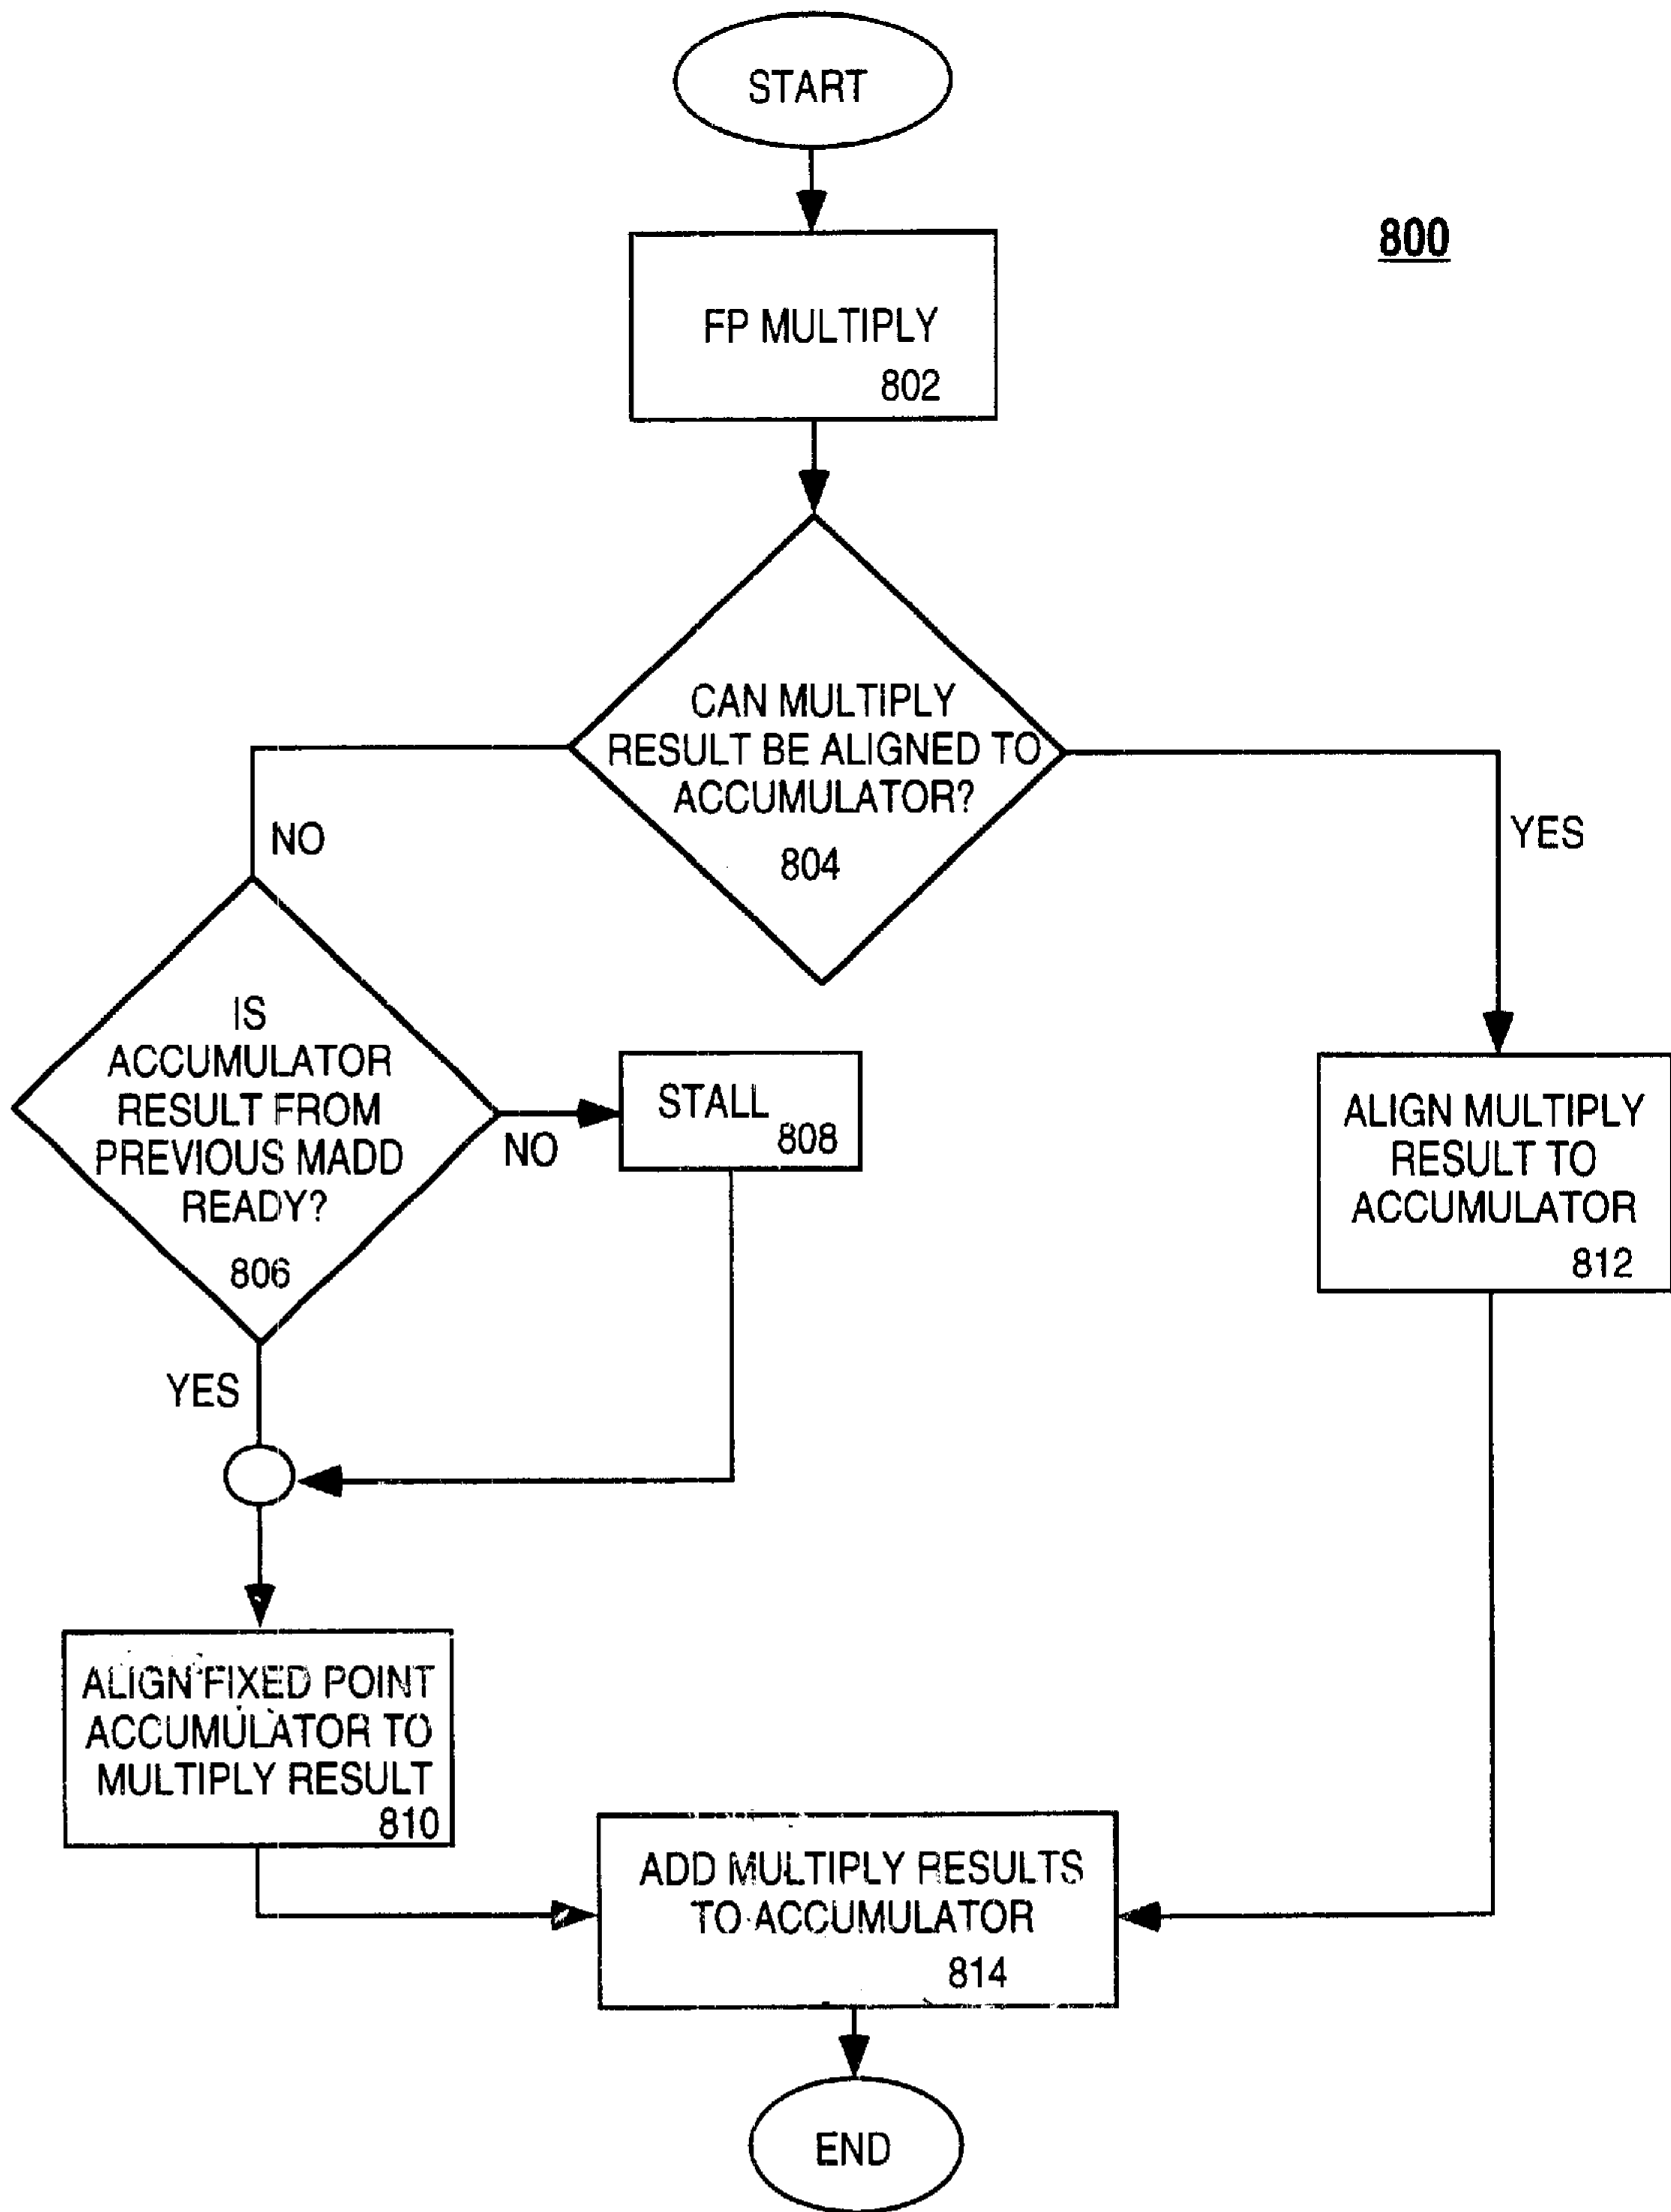 START
800
FP MULTIPLY
802
CAN MULTIPLY
RESULT BE ALIGNED TO
ACCUMULATOR?
804
NO
YES
IS
ACCUMULATOR
RESULT FROM
PREVIOUS MADD
READY?
806
NO
STALL
808
ALIGN MULTIPLY
RESULT TO
ACCUMULATOR
812
YES
ALIGN FIXED POINT
ACCUMULATOR TO
MULTIPLY RESULT
810
ADD MULTIPLY RESULTS
TO ACCUMULATOR
814
END